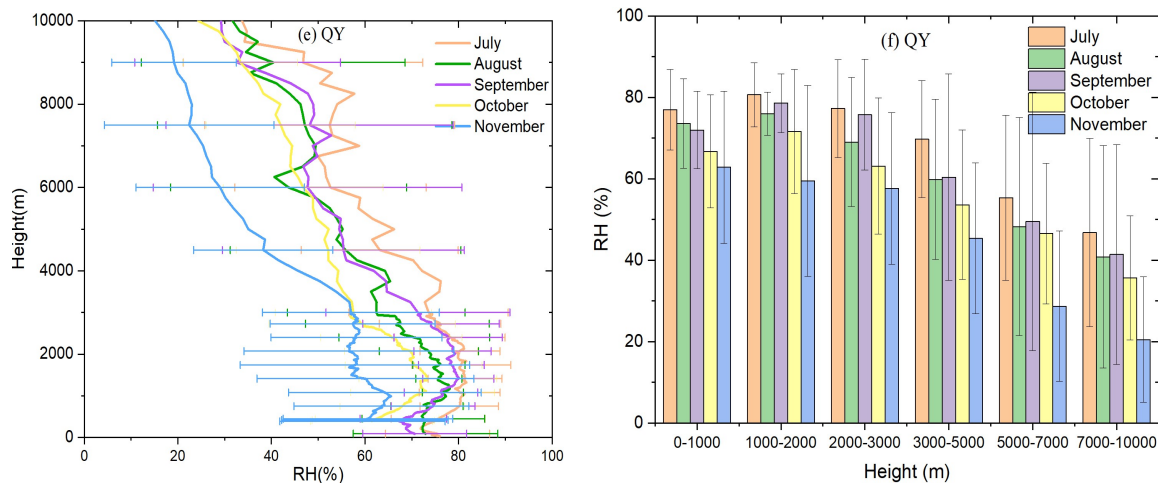 (e) QY
July
August
September
October
November
10000
8000
6000
4000
2000
0
0 20 40 60 80 100
Height(m)
RH(%)
(f) QY
July
August
September
October
November
100
80
60
40
20
0
0-1000 1000-2000 2000-3000 3000-5000 5000-7000 7000-10000
RH (%)
Height (m)